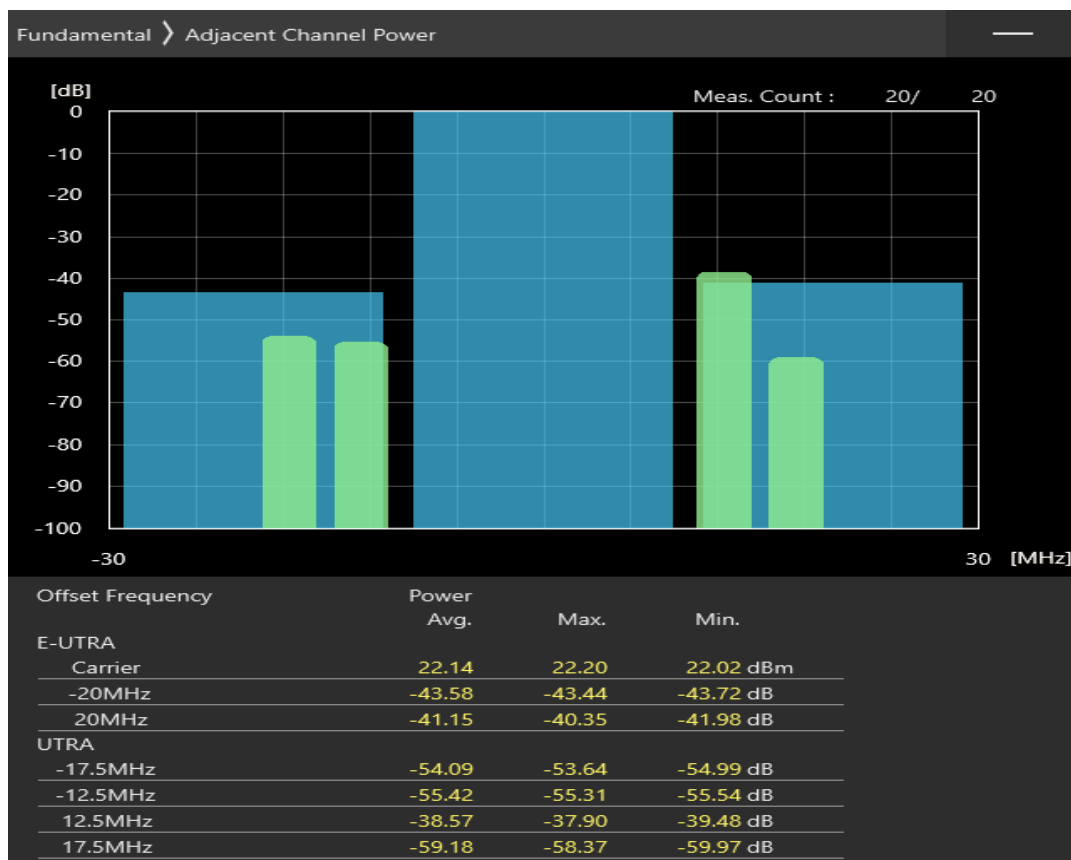 Fundamental 〉 Adjacent Channel Power
[dB]
Meas. Count : 20/ 20
0
-10
-20
-30
-40
-50
-60
-70
-80
-90
-100
-30 30 [MHz]
Offset Frequency Power
Avg. Max. Min.
E-UTRA
Carrier 22.14 22.20 22.02 dBm
-20MHz -43.58 -43.44 -43.72 dB
20MHz -41.15 -40.35 -41.98 dB
UTRA
-17.5MHz -54.09 -53.64 -54.99 dB
-12.5MHz -55.42 -55.31 -55.54 dB
12.5MHz -38.57 -37.90 -39.48 dB
17.5MHz -59.18 -58.37 -59.97 dB